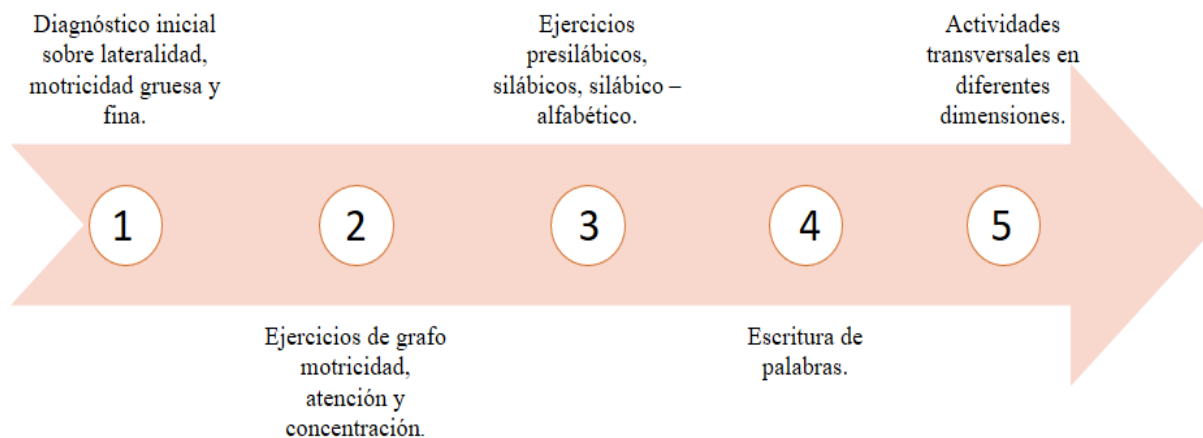 Diagnóstico inicial
sobre lateralidad,
motricidad gruesa y
fina.
Ejercicios
presilábicos,
silábicos, silábico –
alfabético.
Actividades
transversales en
diferentes
dimensiones.
1
2
3
4
5
Ejercicios de grafo
motricidad,
atención y
concentración.
Escritura de
palabras.